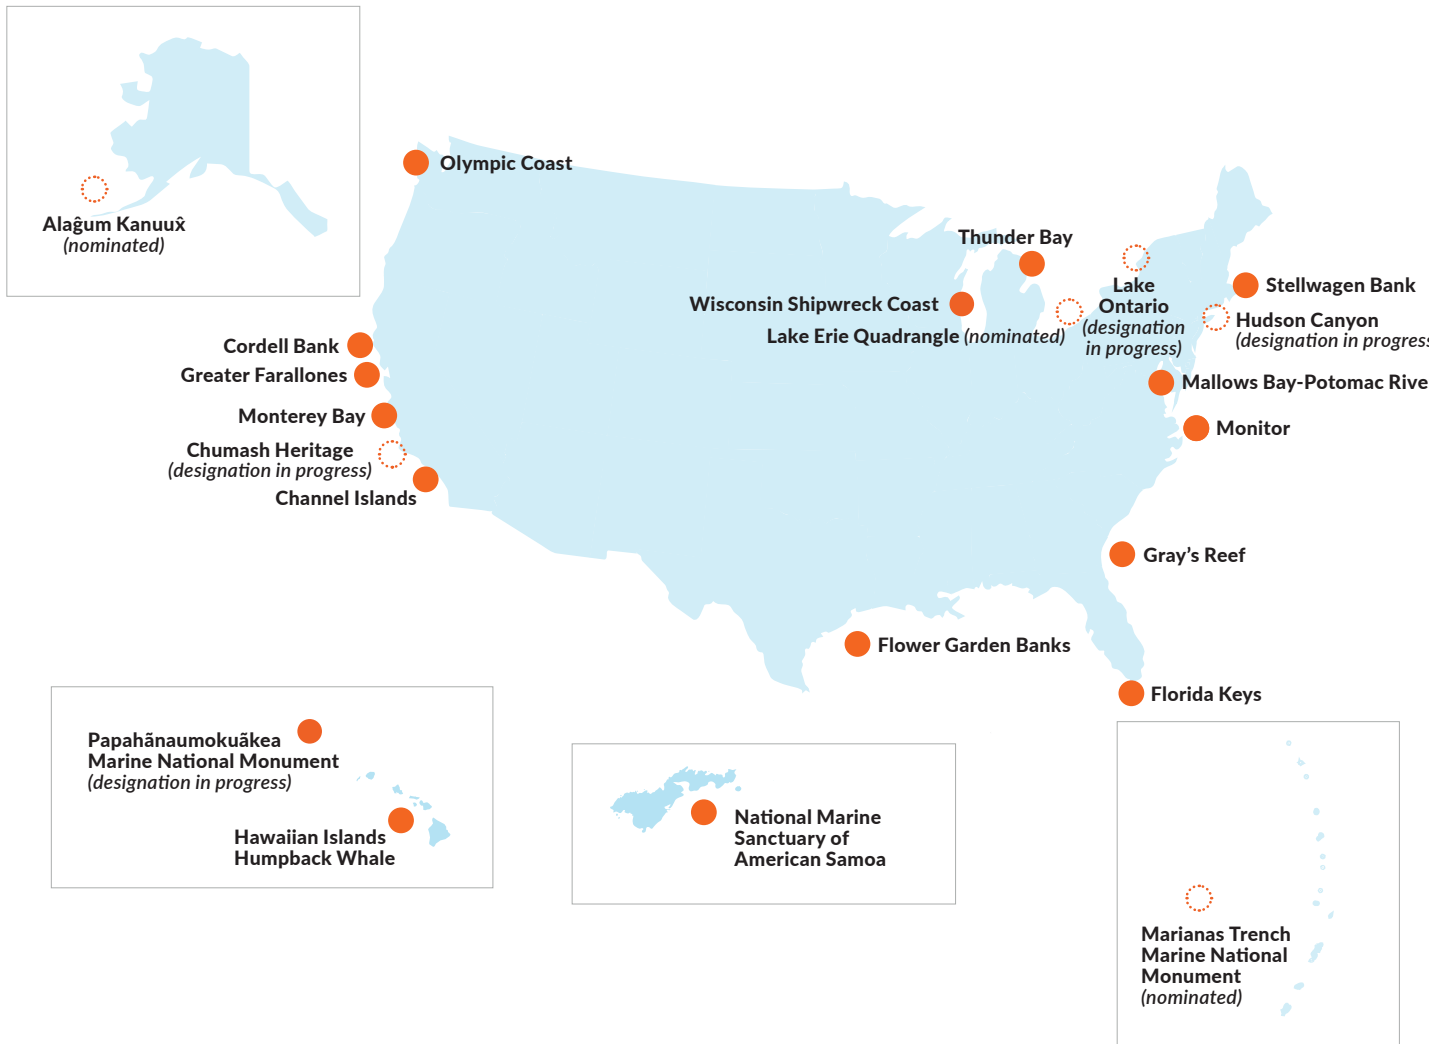 Olympic Coast
Alaĝum Kanuux̂
(nominated)
Thunder Bay
Wisconsin Shipwreck Coast
Lake Erie Quadrangle (nominated)
Lake
Ontario
(designation
in progress)
Stellwagen Bank
Hudson Canyon
(designation in progress
Mallows Bay-Potomac Rive
Monitor
Cordell Bank
Greater Farallones
Monterey Bay
Chumash Heritage
(designation in progress)
Channel Islands
Gray’s Reef
Flower Garden Banks
Florida Keys
Papahãnaumokuãkea
Marine National Monument
(designation in progress)
Hawaiian Islands
Humpback Whale
National Marine
Sanctuary of
American Samoa
Marianas Trench
Marine National
Monument
(nominated)